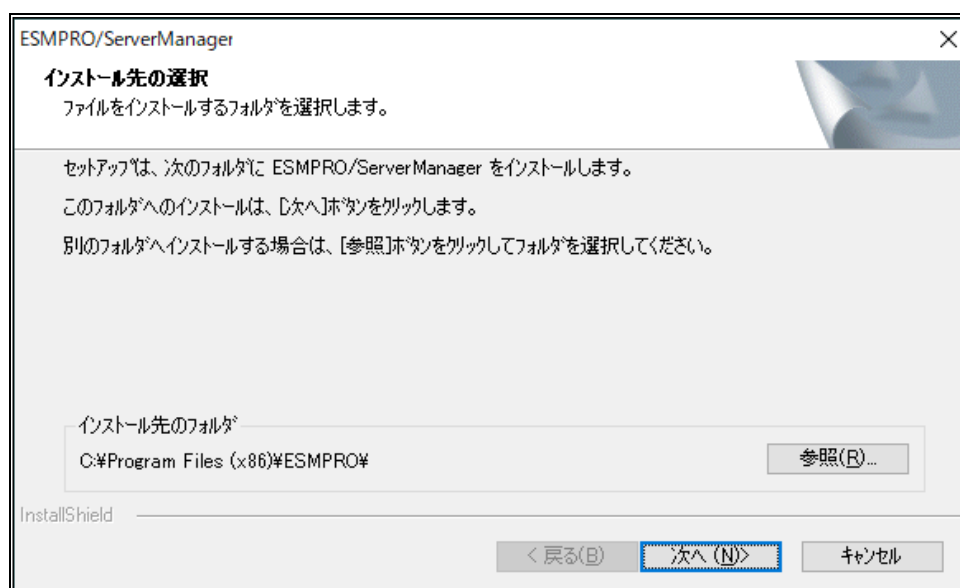 ESMPRO/ServerManager
インストール先の選択
ファイルをインストールするフォルダを選択します。
セットアップは、次のフォルダに ESMPRO/ServerManager をインストールします。
このフォルダへのインストールは、[次へ]ボタンをクリックします。
別のフォルダへインストールする場合は、[参照]ボタンをクリックしてフォルダを選択してください。
インストール先のフォルダ
C:¥Program Files (x86)¥ESMPRO¥
参照(R)...
InstallShield
< 戻る(B)
次へ (N)>
キャンセル